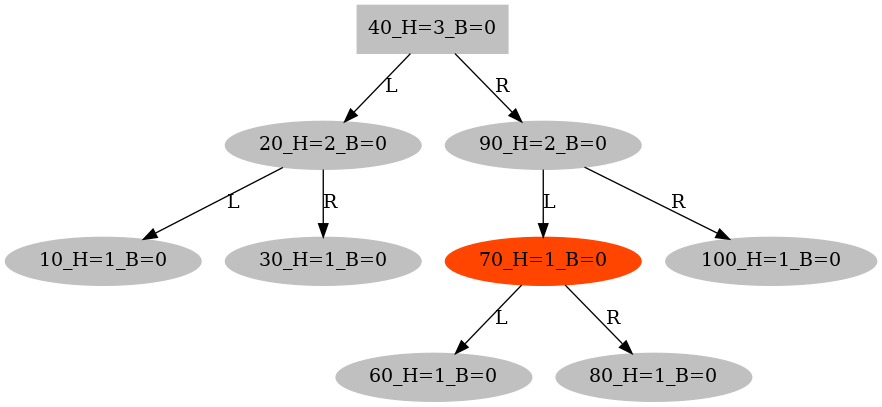 40_H=3_B=0
L
R
20_H=2_B=0
90_H=2_B=0
L
R
L
R
10_H=1_B=0
30_H=1_B=0
70_H=1_B=0
100_H=1_B=0
L
R
60_H=1_B=0
80_H=1_B=0